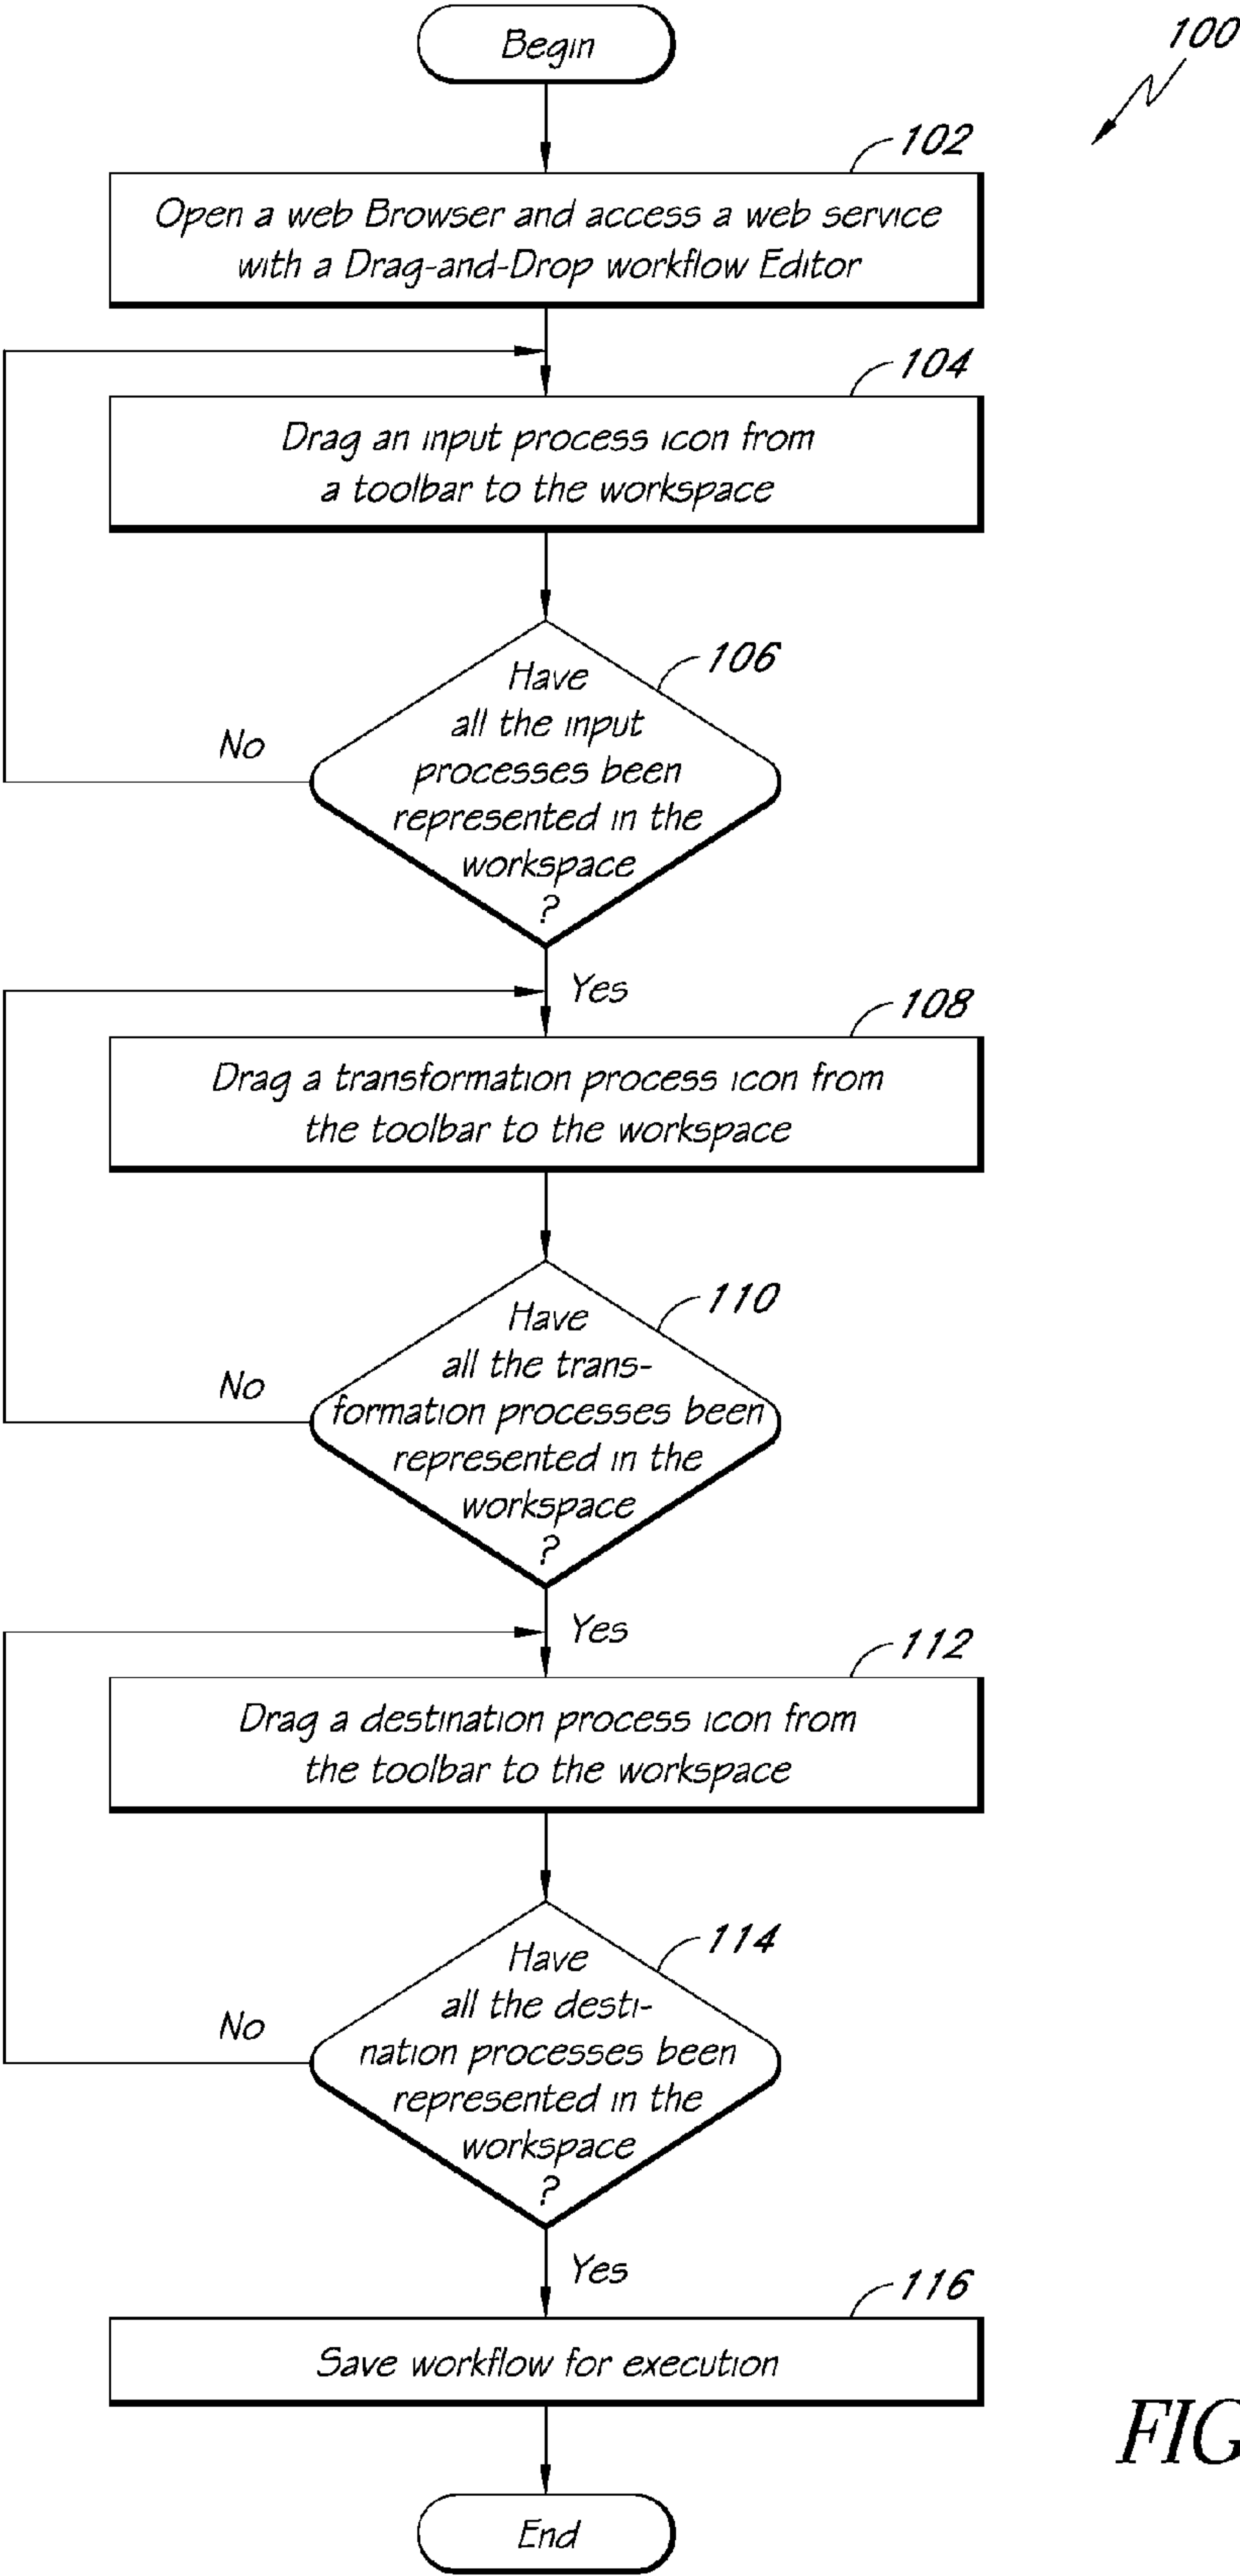 Begin
100
102
Open a web Browser and access a web service
with a Drag-and-Drop workflow Editor
104
Drag an input process icon from
a toolbar to the workspace
106
Have
all the input
processes been
represented in the
workspace
?
No
Yes
108
Drag a transformation process icon from
the toolbar to the workspace
110
Have
all the trans-
formation processes been
represented in the
workspace
?
No
Yes
112
Drag a destination process icon from
the toolbar to the workspace
114
Have
all the desti-
nation processes been
represented in the
workspace
?
No
Yes
116
Save workflow for execution
FIG
End